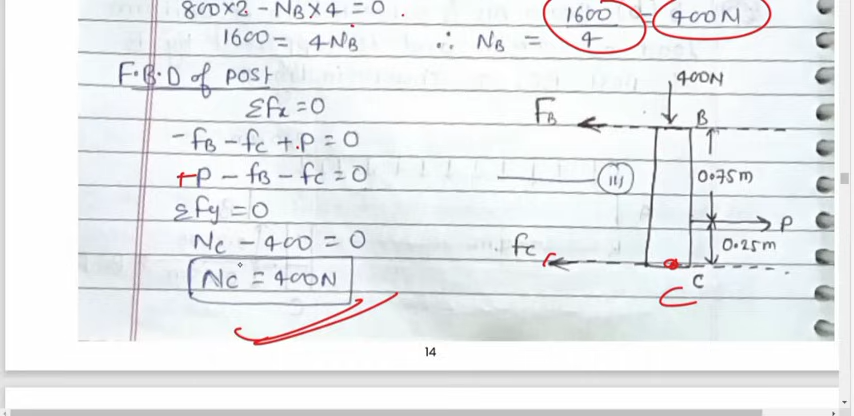 800×2 - NB×4 = 0.
1600 = 4NB ∴ NB = 1600/4 = 400N
F.B.D of post
Σfx = 0
-fB - fC + P = 0
+P - fB - fC = 0 (iii)
Σfy = 0
NC - 400 = 0
NC = 400N
400N
FB B
0.75m
P
0.25m
fC
C
C
14